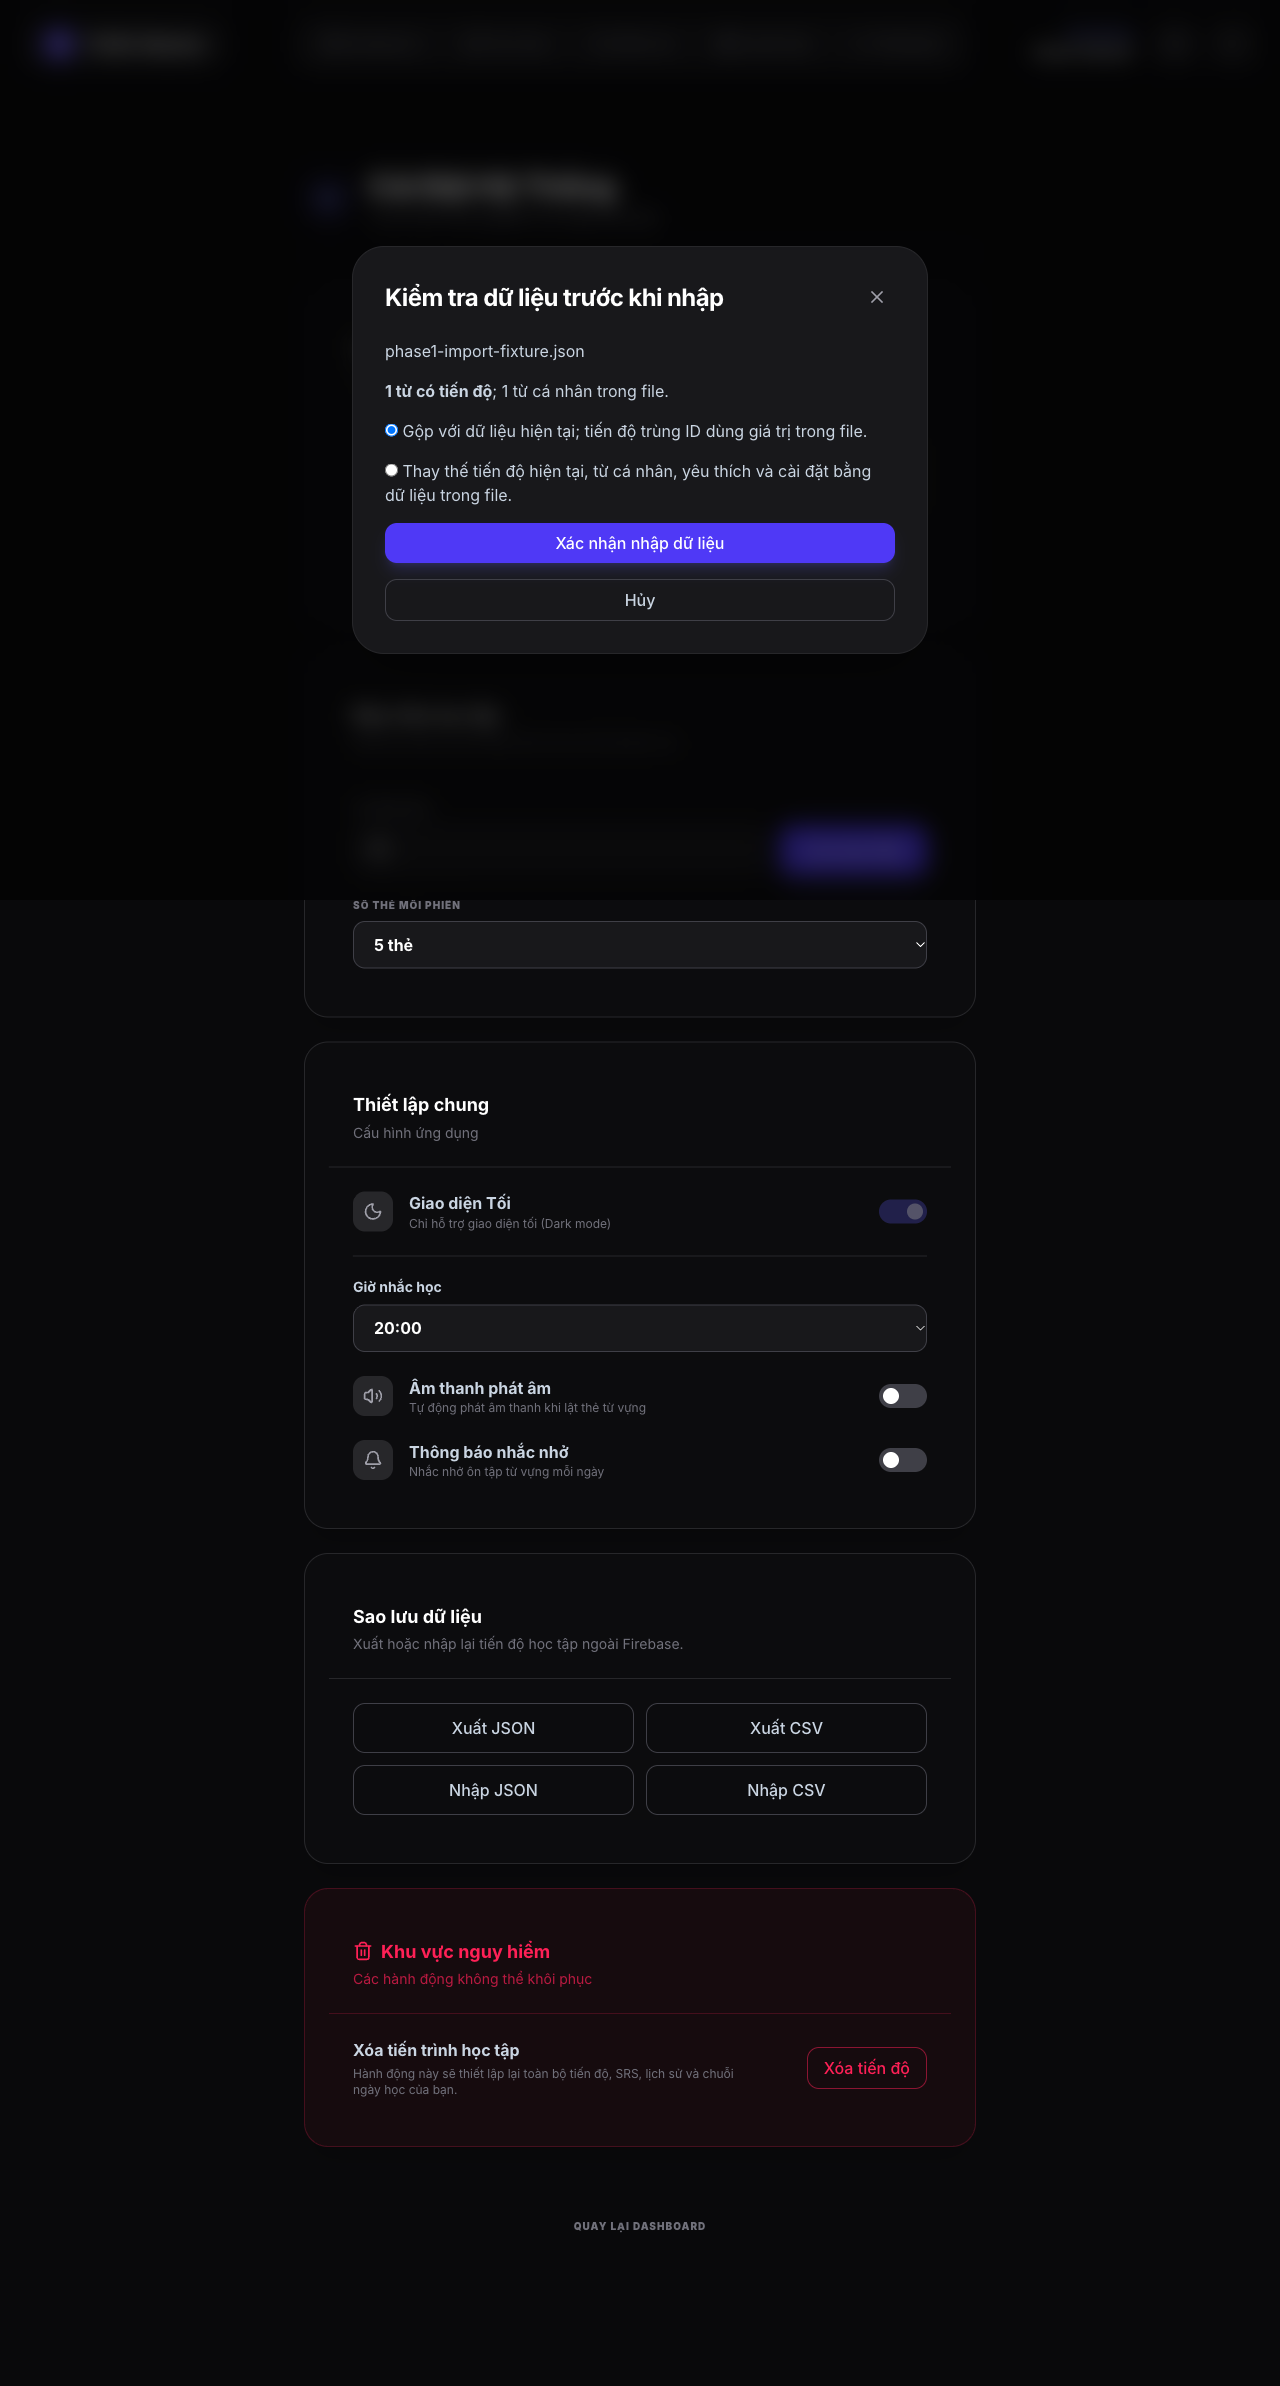 Kiểm tra dữ liệu trước khi nhập
phase1-import-fixture.json
1 từ có tiến độ; 1 từ cá nhân trong file.
Gộp với dữ liệu hiện tại; tiến độ trùng ID dùng giá trị trong file.
Thay thế tiến độ hiện tại, từ cá nhân, yêu thích và cài đặt bằng
dữ liệu trong file.
Xác nhận nhập dữ liệu
Hủy
SỐ THẺ MỖI PHIÊN
5 thẻ
Thiết lập chung
Cấu hình ứng dụng
Giao diện Tối
Chỉ hỗ trợ giao diện tối (Dark mode)
Giờ nhắc học
20:00
Âm thanh phát âm
Tự động phát âm thanh khi lật thẻ từ vựng
Thông báo nhắc nhở
Nhắc nhở ôn tập từ vựng mỗi ngày
Sao lưu dữ liệu
Xuất hoặc nhập lại tiến độ học tập ngoài Firebase.
Xuất JSON
Xuất CSV
Nhập JSON
Nhập CSV
Khu vực nguy hiểm
Các hành động không thể khôi phục
Xóa tiến trình học tập
Hành động này sẽ thiết lập lại toàn bộ tiến độ, SRS, lịch sử và chuỗi
ngày học của bạn.
Xóa tiến độ
QUAY LẠI DASHBOARD